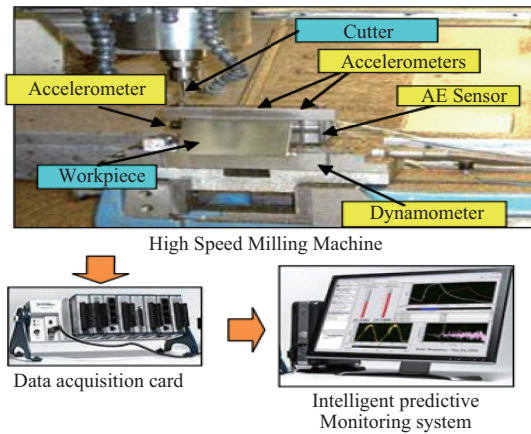 Cutter
Accelerometers
Accelerometer
AE Sensor
Workpiece
Dynamometer
High Speed Milling Machine
Data acquisition card
Intelligent predictive
Monitoring system